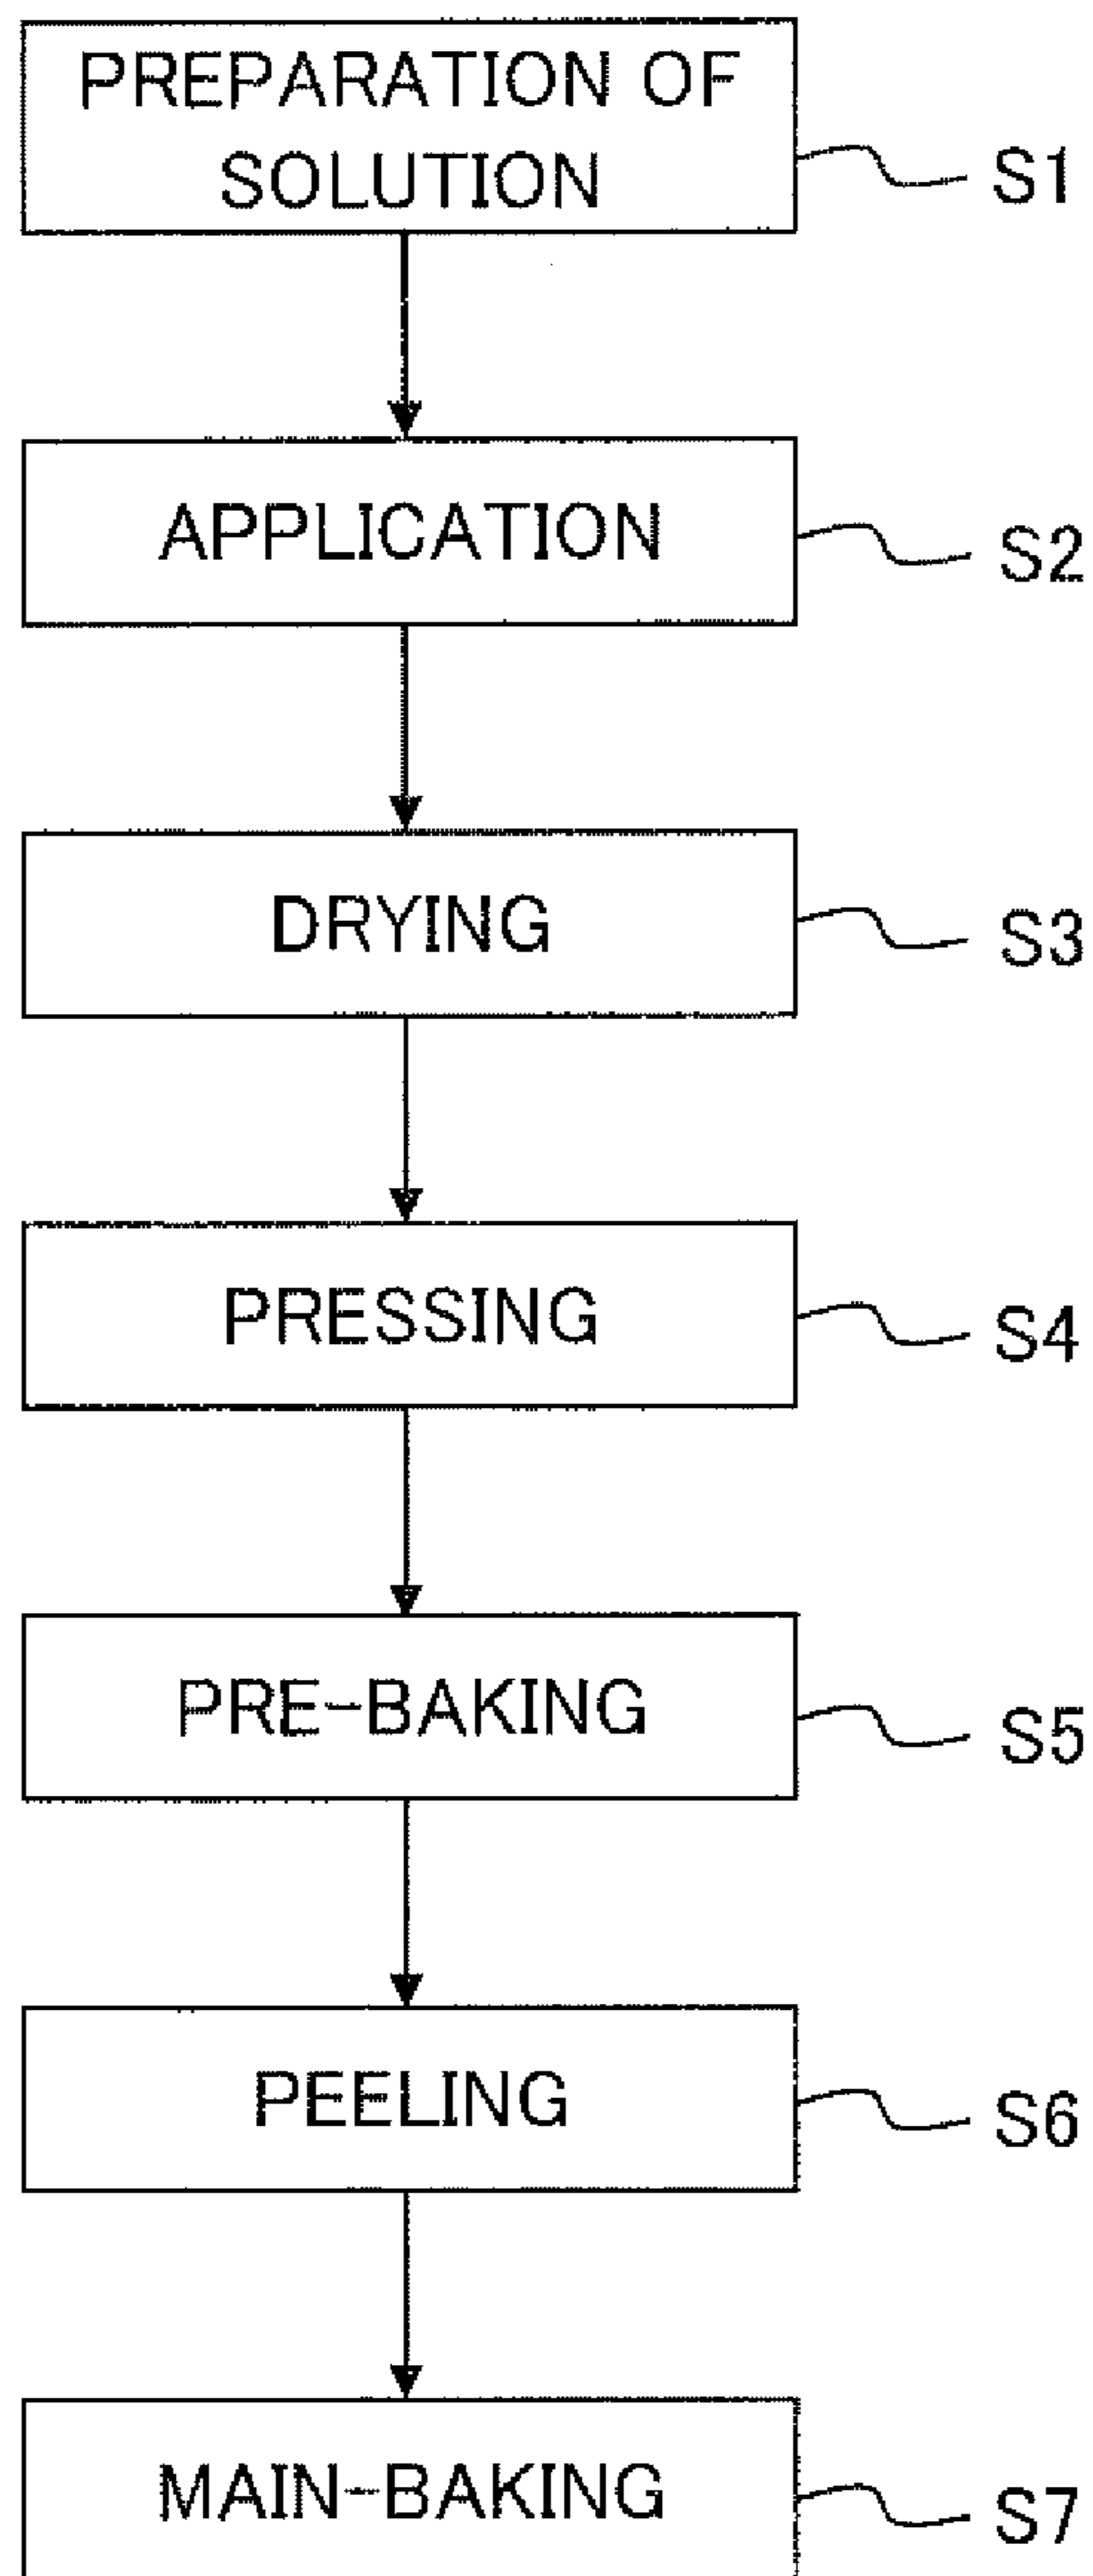 PREPARATION OF
SOLUTION
S1
APPLICATION
S2
DRYING
S3
PRESSING
S4
PRE-BAKING
S5
PEELING
S6
MAIN-BAKING
S7